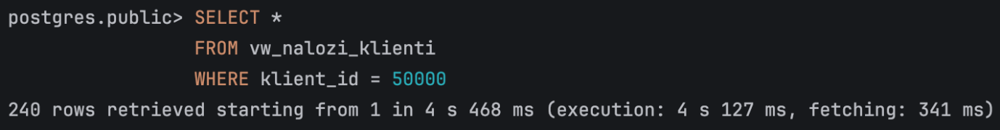 postgres.public> SELECT *
FROM vw_nalozi_klienti
WHERE klient_id = 50000
240 rows retrieved starting from 1 in 4 s 468 ms (execution: 4 s 127 ms, fetching: 341 ms)